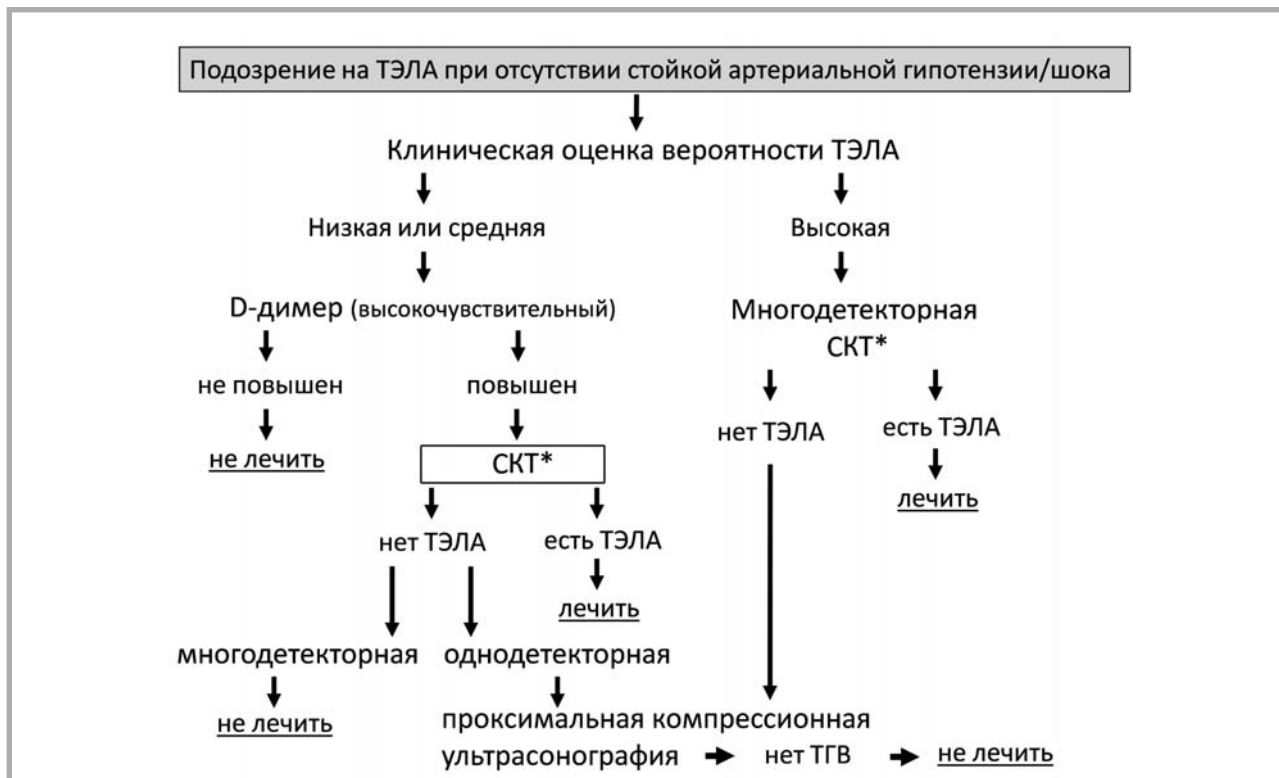 Подозрение на ТЭЛА при отсутствии стойкой артериальной гипотензии/шока
Клиническая оценка вероятности ТЭЛА
Низкая или средняя
Высокая
D-димер (высокочувствительный)
Многодетекторная
СКТ*
не повышен
повышен
нет ТЭЛА
есть ТЭЛА
не лечить
СКТ*
лечить
нет ТЭЛА
есть ТЭЛА
лечить
многодетекторная
однодетекторная
не лечить
проксимальная компрессионная
ультрасонография
нет ТГВ
не лечить